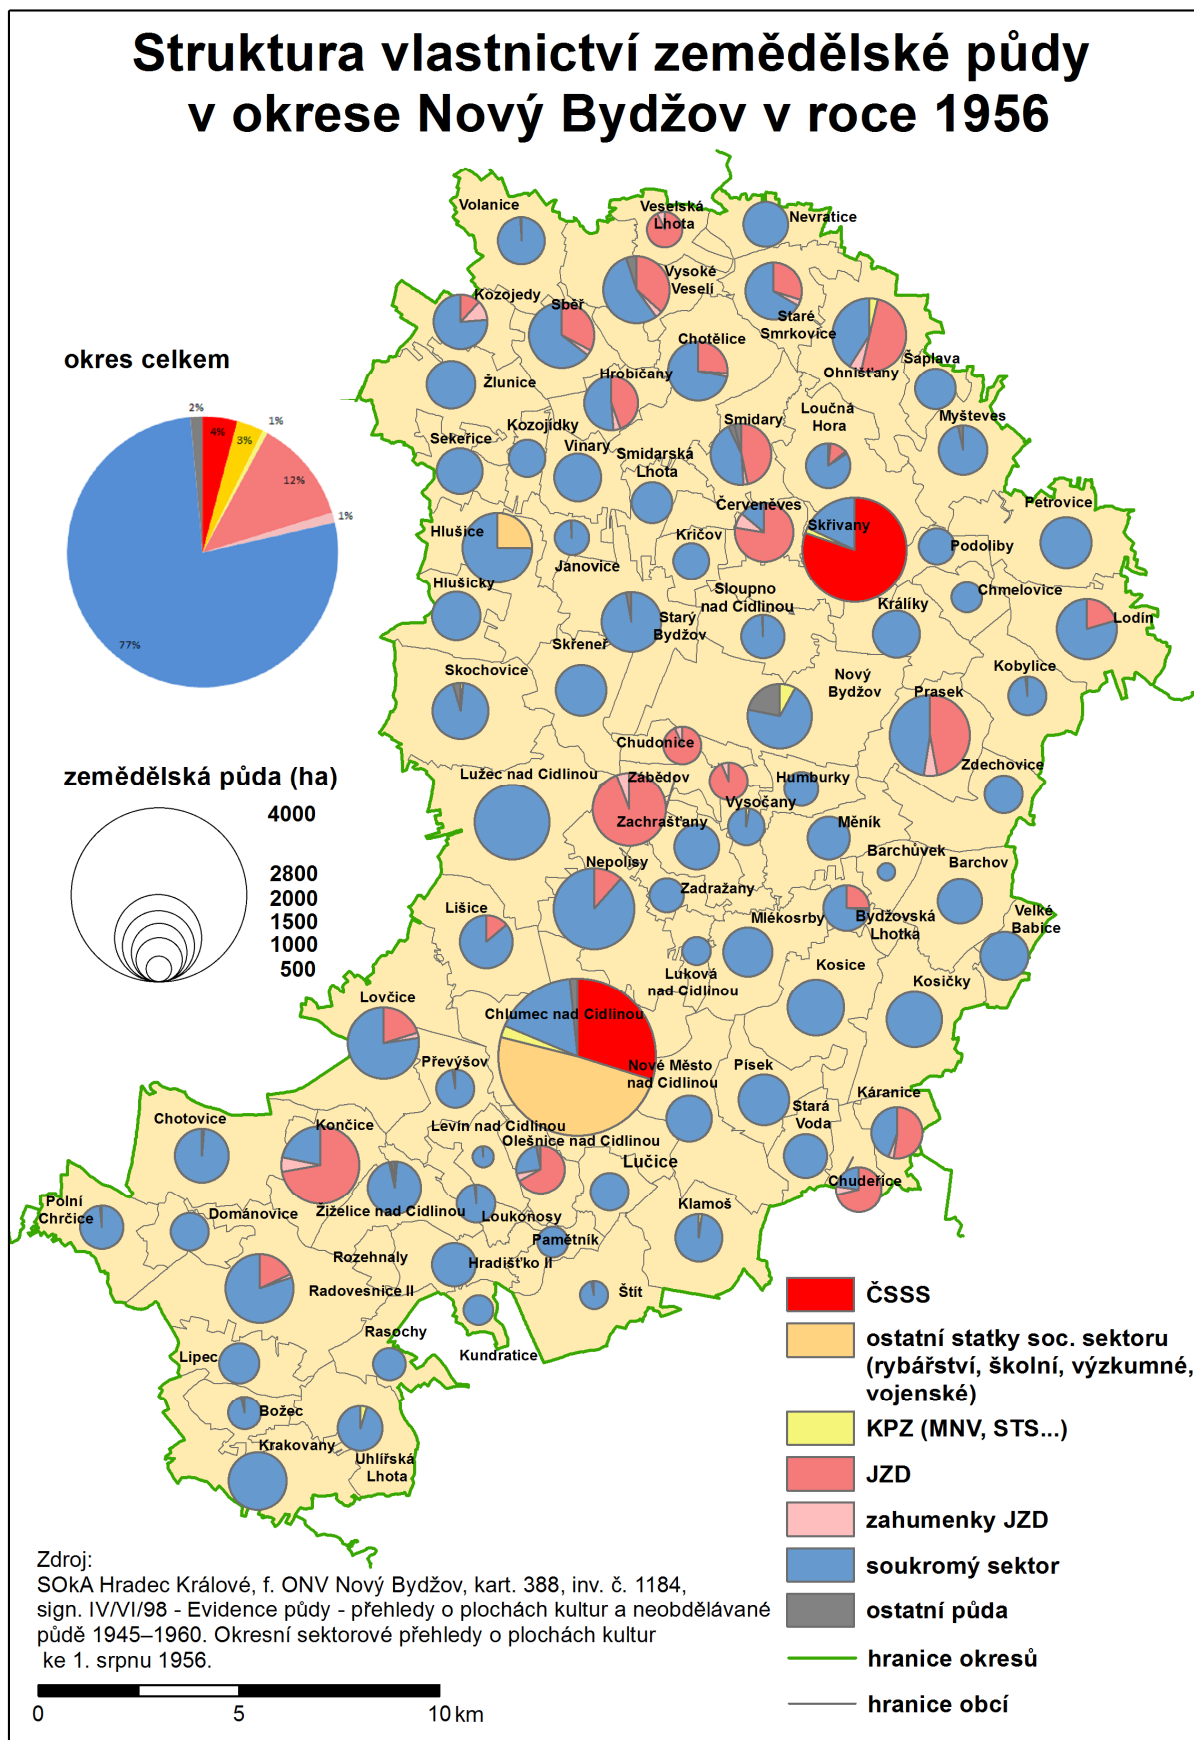 Struktura vlastnictví zemědělské půdy
v okrese Nový Bydžov v roce 1956
okres celkem
2%
4%
3%
1%
12%
1%
77%
zemědělská půda (ha)
4000
2800
2000
1500
1000
500
Volanice
Veselská
Lhota
Nevratice
Kozojedy
Sběř
Vysoké
Veselí
Staré
Smrkovice
Chotělice
Ohnišťany
Šaplava
Žlunice
Hrobičany
Loučná
Hora
Myšteves
Sekeřice
Kozojídky
Vinary
Smidarská
Lhota
Smidary
Červeněves
Petrovice
Hlušice
Janovice
Kričov
Skřivany
Podoliby
Hlušičky
Starý
Bydžov
Sloupno
nad Cidlinou
Králíky
Chmelovice
Lodín
Skochovice
Skřeneř
Nový
Bydžov
Prasek
Kobylice
Chudonice
Lužec nad Cidlinou
Zábědov
Humburky
Zdechovice
Zachrašťany
Vysočany
Měník
Nepolisy
Zadražany
Barchůvek
Barchov
Lišice
Mlékosrby
Bydžovská
Lhotka
Velké
Babice
Luková
nad Cidlinou
Kosice
Kosičky
Lovčice
Chlumec nad Cidlinou
Převýšov
Nové Město
nad Cidlinou
Písek
Káranice
Chotovice
Končice
Levín nad Cidlinou
Olešnice nad Cidlinou
Stará
Voda
Lučice
Chudeřice
Polní
Chrčice
Dománovice
Žiželice nad Cidlinou
Loukonosy
Klamoš
Pamětník
Rozehnaly
Hradišťko II
Radovesnice II
Štít
Rasochy
Kundratice
Lipec
Božec
Krakovany
Uhlířská
Lhota
ČSSS
ostatní statky soc. sektoru
(rybářství, školní, výzkumné,
vojenské)
KPZ (MNV, STS...)
JZD
zahumenky JZD
soukromý sektor
ostatní půda
hranice okresů
hranice obcí
Zdroj:
SOkA Hradec Králové, f. ONV Nový Bydžov, kart. 388, inv. č. 1184,
sign. IV/VI/98 - Evidence půdy - přehledy o plochách kultur a neobdělávané
půdě 1945–1960. Okresní sektorové přehledy o plochách kultur
ke 1. srpnu 1956.
0
5
10 km